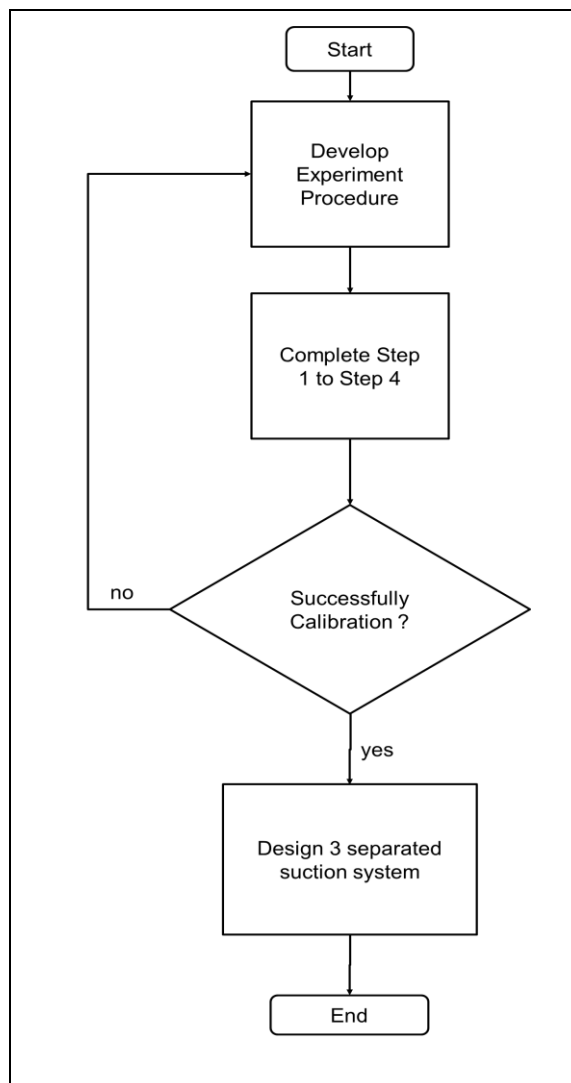 Start
Develop
Experiment
Procedure
Complete Step
1 to Step 4
Successfully
Calibration ?
no
yes
Design 3 separated
suction system
End